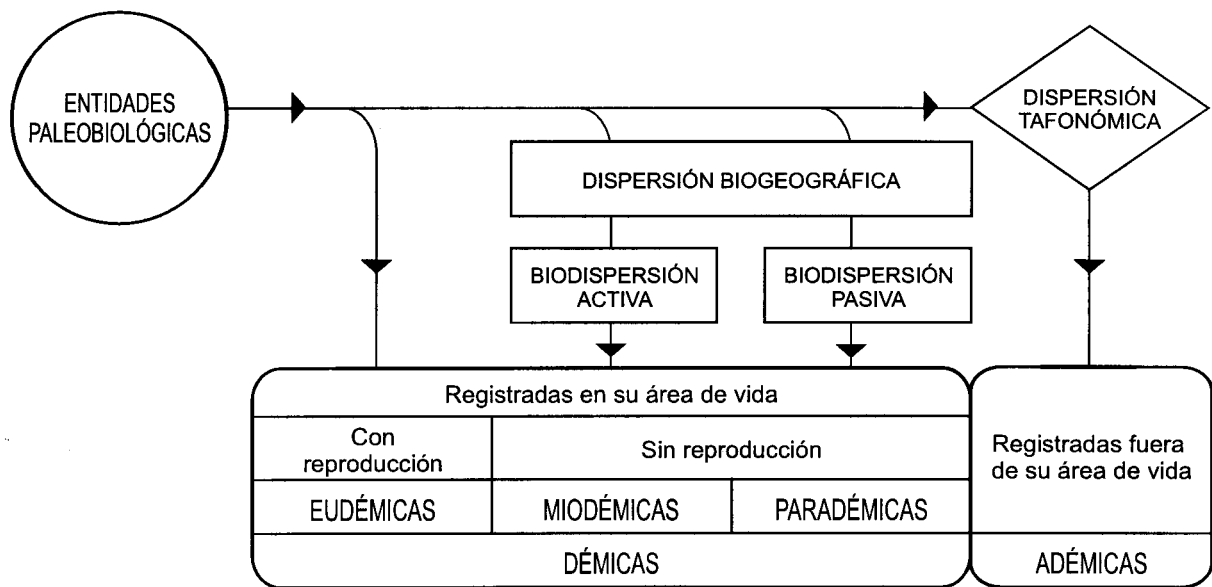 ENTIDADES
PALEOBIOLÓGICAS
DISPERSIÓN
TAFONÓMICA
DISPERSIÓN BIOGEOGRÁFICA
BIODISPERSIÓN
ACTIVA
BIODISPERSIÓN
PASIVA
Registradas en su área de vida
Con
reproducción
Sin reproducción
Registradas fuera
de su área de vida
EUDÉMICAS
MIODÉMICAS
PARADÉMICAS
DÉMICAS
ADÉMICAS